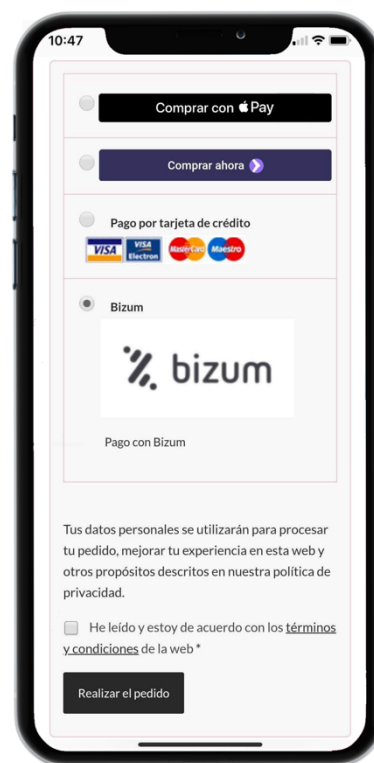 10:47
Comprar con Pay
Comprar ahora
Pago por tarjeta de crédito
VISA VISA Electron MasterCard Maestro
Bizum
bizum
Pago con Bizum
Tus datos personales se utilizarán para procesar
tu pedido, mejorar tu experiencia en esta web y
otros propósitos descritos en nuestra política de
privacidad.
He leído y estoy de acuerdo con los términos
y condiciones de la web *
Realizar el pedido